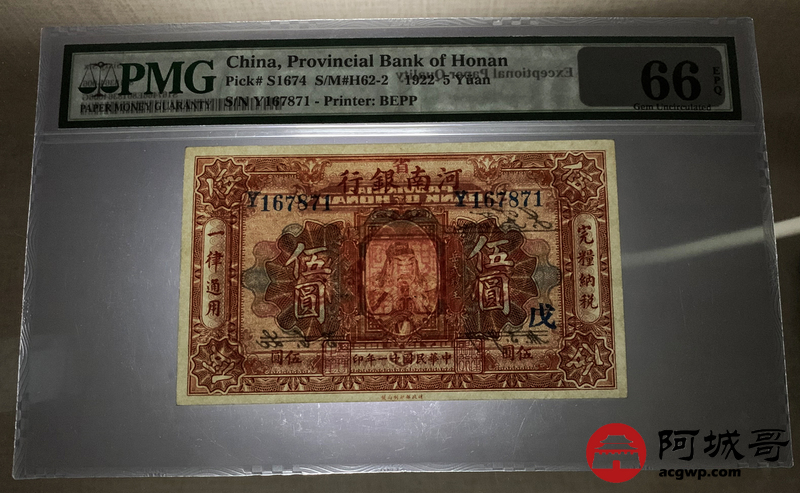 PMG
PAPER MONEY GUARANTY
China, Provincial Bank of Honan
Pick# S1674 S/M#H62-2 1922 5 Yuan
S/N Y167871 - Printer: BEPP
Exceptional Paper Quality
66 EPQ
Gem Uncirculated
省
行銀南河
Y167871
Y167871
一律通用
伍圓
伍圓
完糧納稅
戊
圓伍
印年一十國民華中
圓伍
阿城哥
acgwp.com